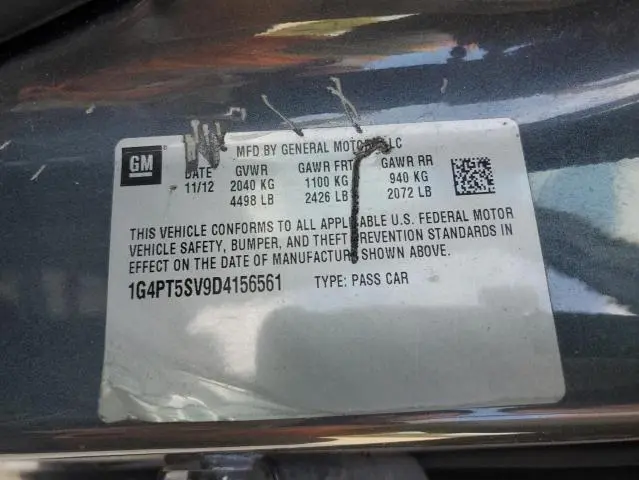 GM
MFD BY GENERAL MOTORS LLC
DATE GVWR GAWR FRT GAWR RR
11/12 2040 KG 1100 KG 940 KG
4498 LB 2426 LB 2072 LB
THIS VEHICLE CONFORMS TO ALL APPLICABLE U.S. FEDERAL MOTOR
VEHICLE SAFETY, BUMPER, AND THEFT PREVENTION STANDARDS IN
EFFECT ON THE DATE OF MANUFACTURE SHOWN ABOVE.
1G4PT5SV9D4156561 TYPE: PASS CAR